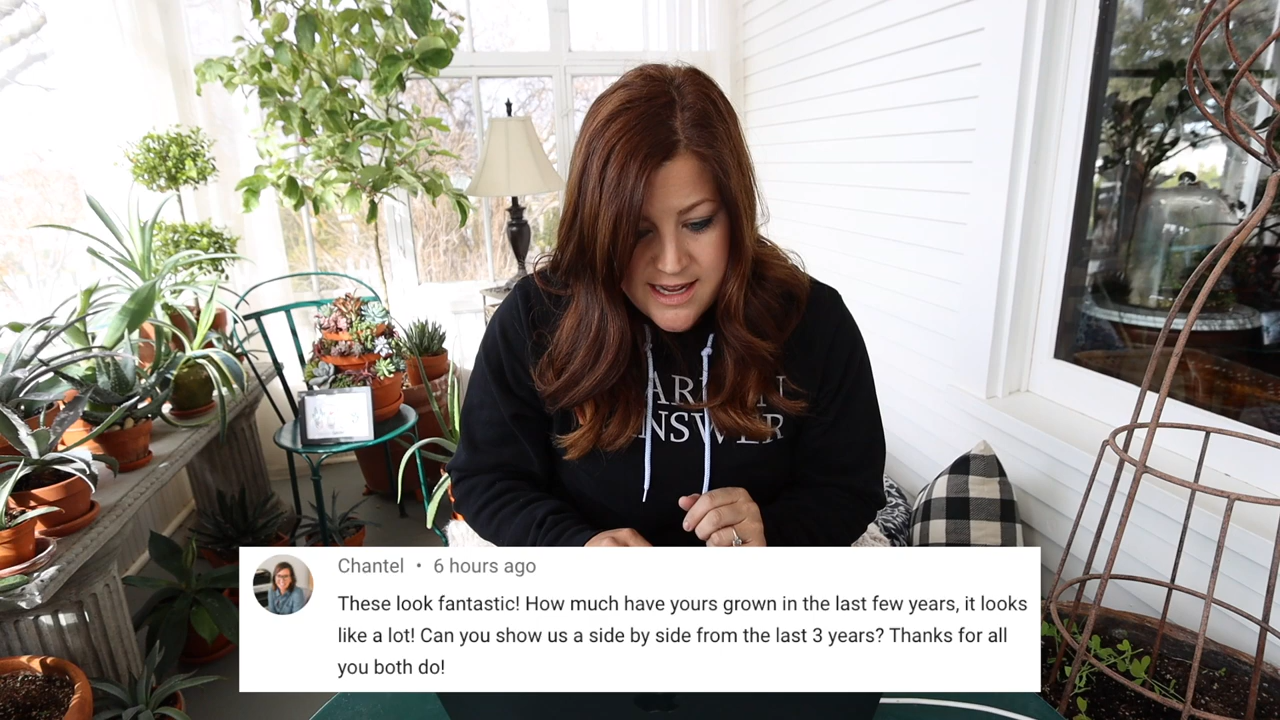 ARDEN
NSWER
Chantel • 6 hours ago
These look fantastic! How much have yours grown in the last few years, it looks
like a lot! Can you show us a side by side from the last 3 years? Thanks for all
you both do!